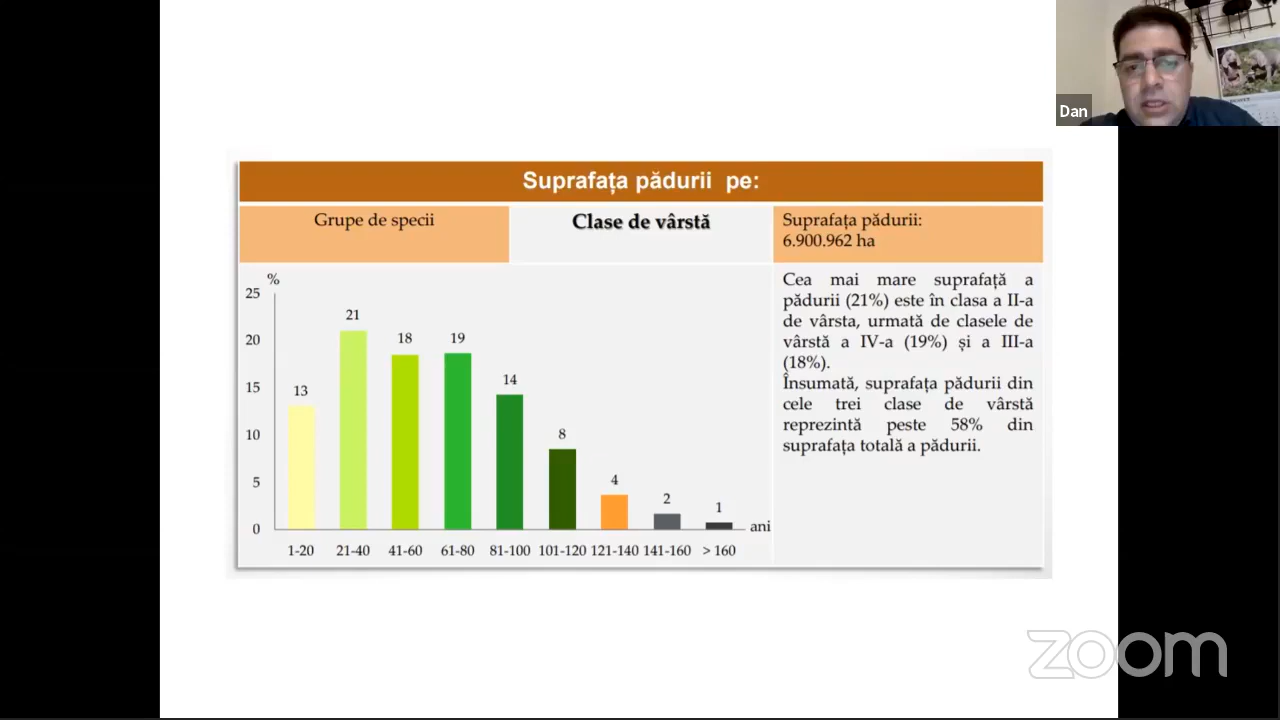 Dan
Suprafața pădurii pe:
Grupe de specii
Clase de vârstă
Suprafața pădurii:
6.900.962 ha
%
25
20
15
10
5
0
13
21
18
19
14
8
4
2
1
1-20
21-40
41-60
61-80
81-100
101-120
121-140
141-160
> 160
ani
Cea mai mare suprafață a
pădurii (21%) este în clasa a II-a
de vârsta, urmată de clasele de
vârstă a IV-a (19%) și a III-a
(18%).
Însumată, suprafața pădurii din
cele trei clase de vârstă
reprezintă peste 58% din
suprafața totală a pădurii.
zoom